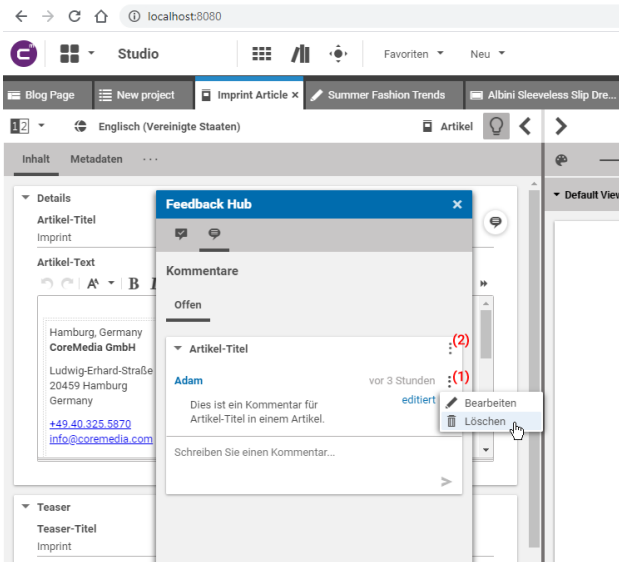 localhost:8080
Studio
Favoriten
Neu
Blog Page
New project
Imprint Article ×
Summer Fashion Trends
Albini Sleeveless Slip Dre...
12
Englisch (Vereinigte Staaten)
Artikel
Inhalt
Metadaten
...
Default View
Details
Artikel-Titel
Imprint
Artikel-Text
B
Hamburg, Germany
CoreMedia GmbH
Ludwig-Erhard-Straße
20459 Hamburg
Germany
+49.40.325.5870
info@coremedia.com
Feedback Hub
Kommentare
Offen
Artikel-Titel
(2)
Adam
vor 3 Stunden
(1)
editiert
Dies ist ein Kommentar für
Artikel-Titel in einem Artikel.
Schreiben Sie einen Kommentar...
Bearbeiten
Löschen
Teaser
Teaser-Titel
Imprint